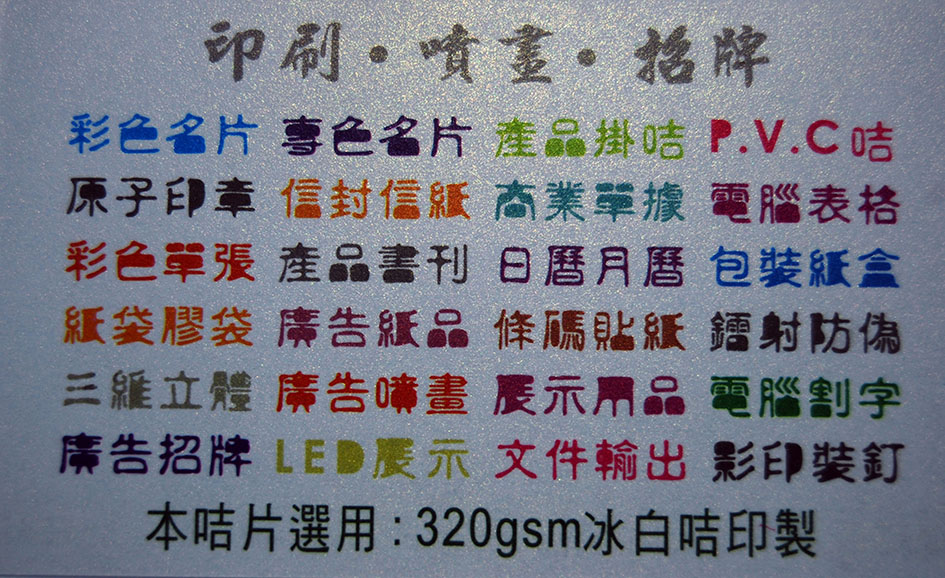 印刷·噴畫·招牌
彩色名片 專色名片 產品掛咭 P.V.C咭
原子印章 信封信紙 商業單據 電腦表格
彩色單張 產品書刊 日曆月曆 包裝紙盒
紙袋膠袋 廣告紙品 條碼貼紙 鐳射防偽
三維立體 廣告噴畫 展示用品 電腦割字
廣告招牌 LED展示 文件輸出 影印裝釘
本咭片選用:320gsm冰白咭印製